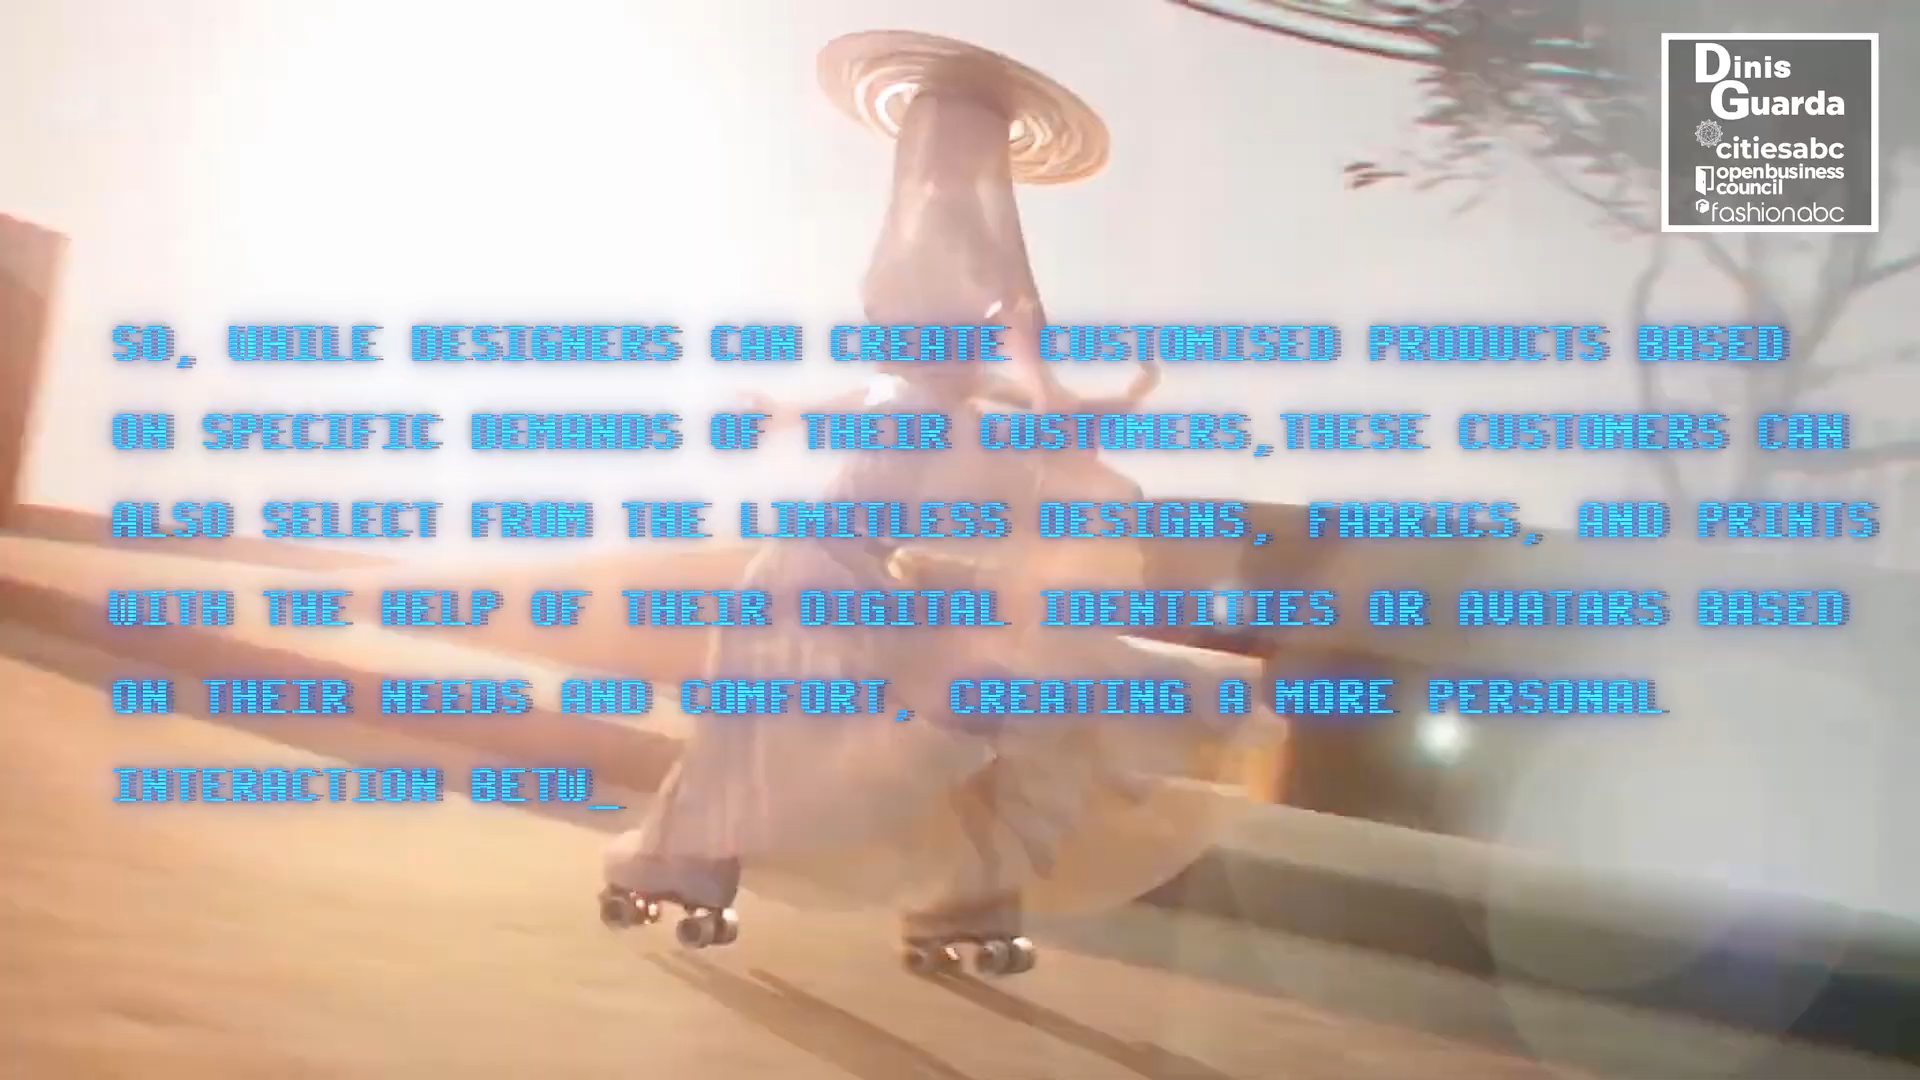 Dinis
Guarda
citiesabc
openbusiness
council
fashionabc
SO, WHILE DESIGNERS CAN CREATE CUSTOMISED PRODUCTS BASED
ON SPECIFIC DEMANDS OF THEIR CUSTOMERS,THESE CUSTOMERS CAN
ALSO SELECT FROM THE LIMITLESS DESIGNS, FABRICS, AND PRINTS
WITH THE HELP OF THEIR DIGITAL IDENTITIES OR AVATARS BASED
ON THEIR NEEDS AND COMFORT, CREATING A MORE PERSONAL
INTERACTION BETW_